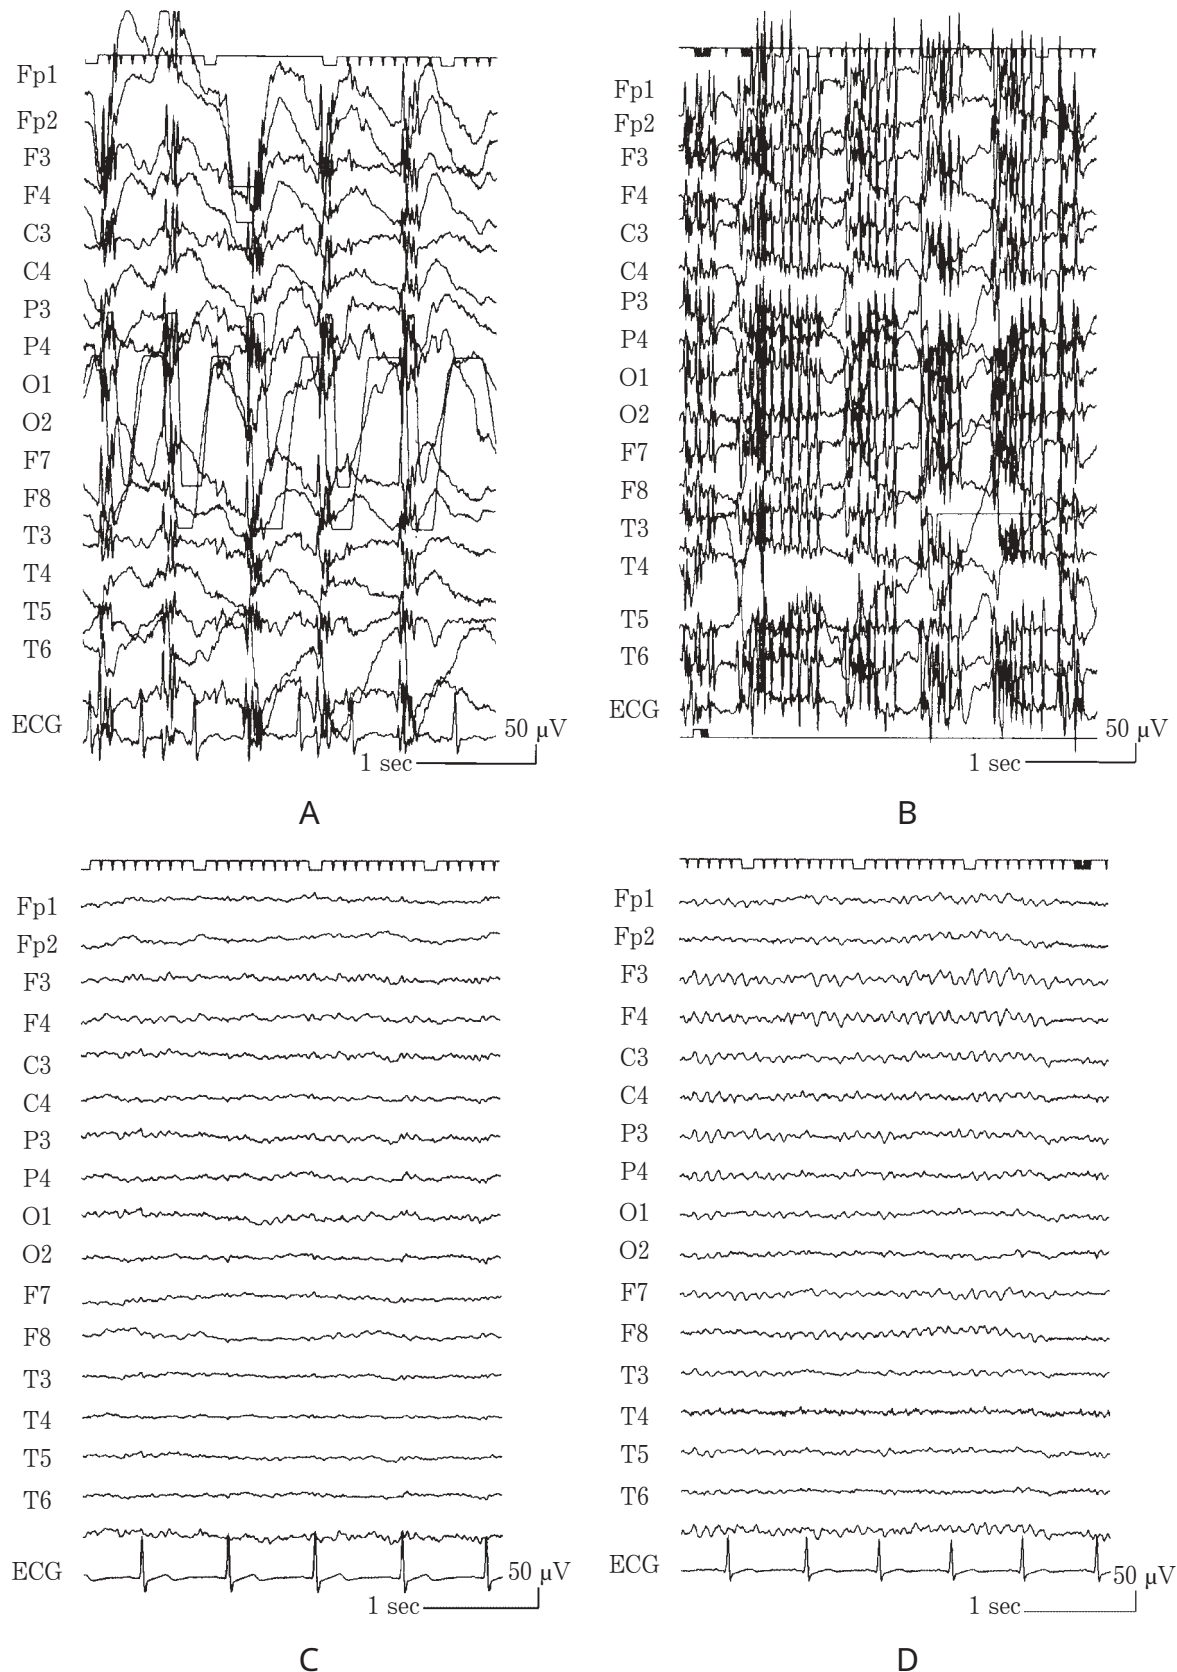 Fp1
Fp2
F3
F4
C3
C4
P3
P4
O1
O2
F7
F8
T3
T4
T5
T6
ECG
50 μV
1 sec
A
Fp1
Fp2
F3
F4
C3
C4
P3
P4
O1
O2
F7
F8
T3
T4
T5
T6
ECG
50 μV
1 sec
B
Fp1
Fp2
F3
F4
C3
C4
P3
P4
O1
O2
F7
F8
T3
T4
T5
T6
ECG
50 μV
1 sec
C
Fp1
Fp2
F3
F4
C3
C4
P3
P4
O1
O2
F7
F8
T3
T4
T5
T6
ECG
50 μV
1 sec
D